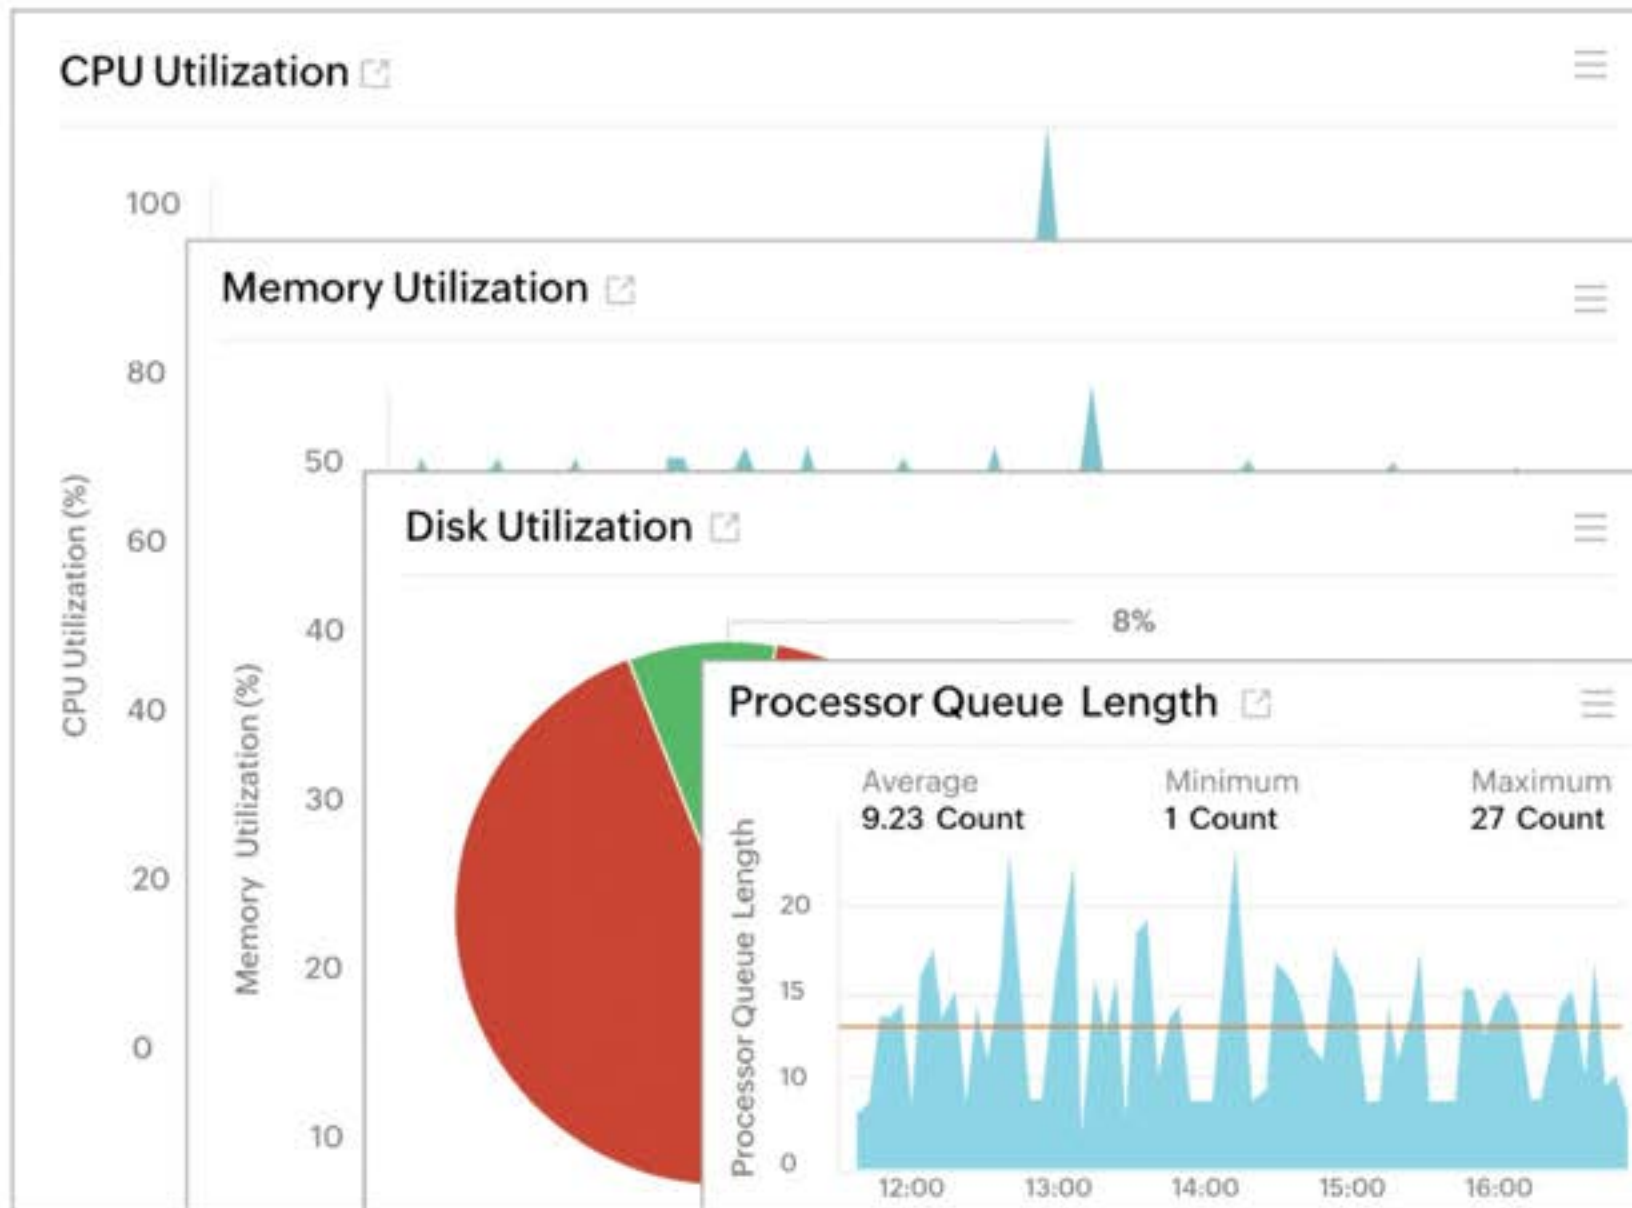 CPU Utilization
100
80
60
40
20
0
CPU Utilization (%)
Memory Utilization
50
40
30
20
10
Memory Utilization (%)
Disk Utilization
8%
Processor Queue Length
Average
9.23 Count
Minimum
1 Count
Maximum
27 Count
Processor Queue Length
20
15
10
0
12:00 13:00 14:00 15:00 16:00